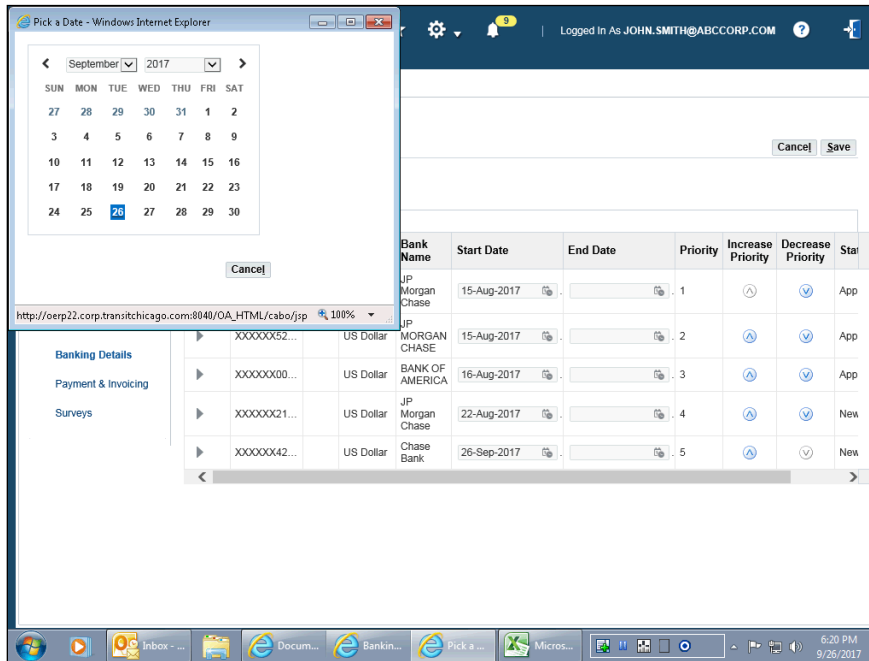 Pick a Date - Windows Internet Explorer
9
Logged In As JOHN.SMITH@ABCCORP.COM
September 2017
SUN MON TUE WED THU FRI SAT
27 28 29 30 31 1 2
3 4 5 6 7 8 9
10 11 12 13 14 15 16
17 18 19 20 21 22 23
24 25 26 27 28 29 30
Cancel
http://oerp22.corp.transitchicago.com:8040/OA_HTML/cabo/jsp 100%
Cancel Save
Bank Name Start Date End Date Priority Increase Priority Decrease Priority Stat
JP Morgan Chase 15-Aug-2017 1 App
XXXXXX52... US Dollar JP MORGAN CHASE 15-Aug-2017 2 App
XXXXXX00... US Dollar BANK OF AMERICA 16-Aug-2017 3 App
XXXXXX21... US Dollar JP Morgan Chase 22-Aug-2017 4 New
XXXXXX42... US Dollar Chase Bank 26-Sep-2017 5 New
Banking Details
Payment & Invoicing
Surveys
Inbox - ... Docum... Bankin... Pick a ... Micros...
6:20 PM
9/26/2017